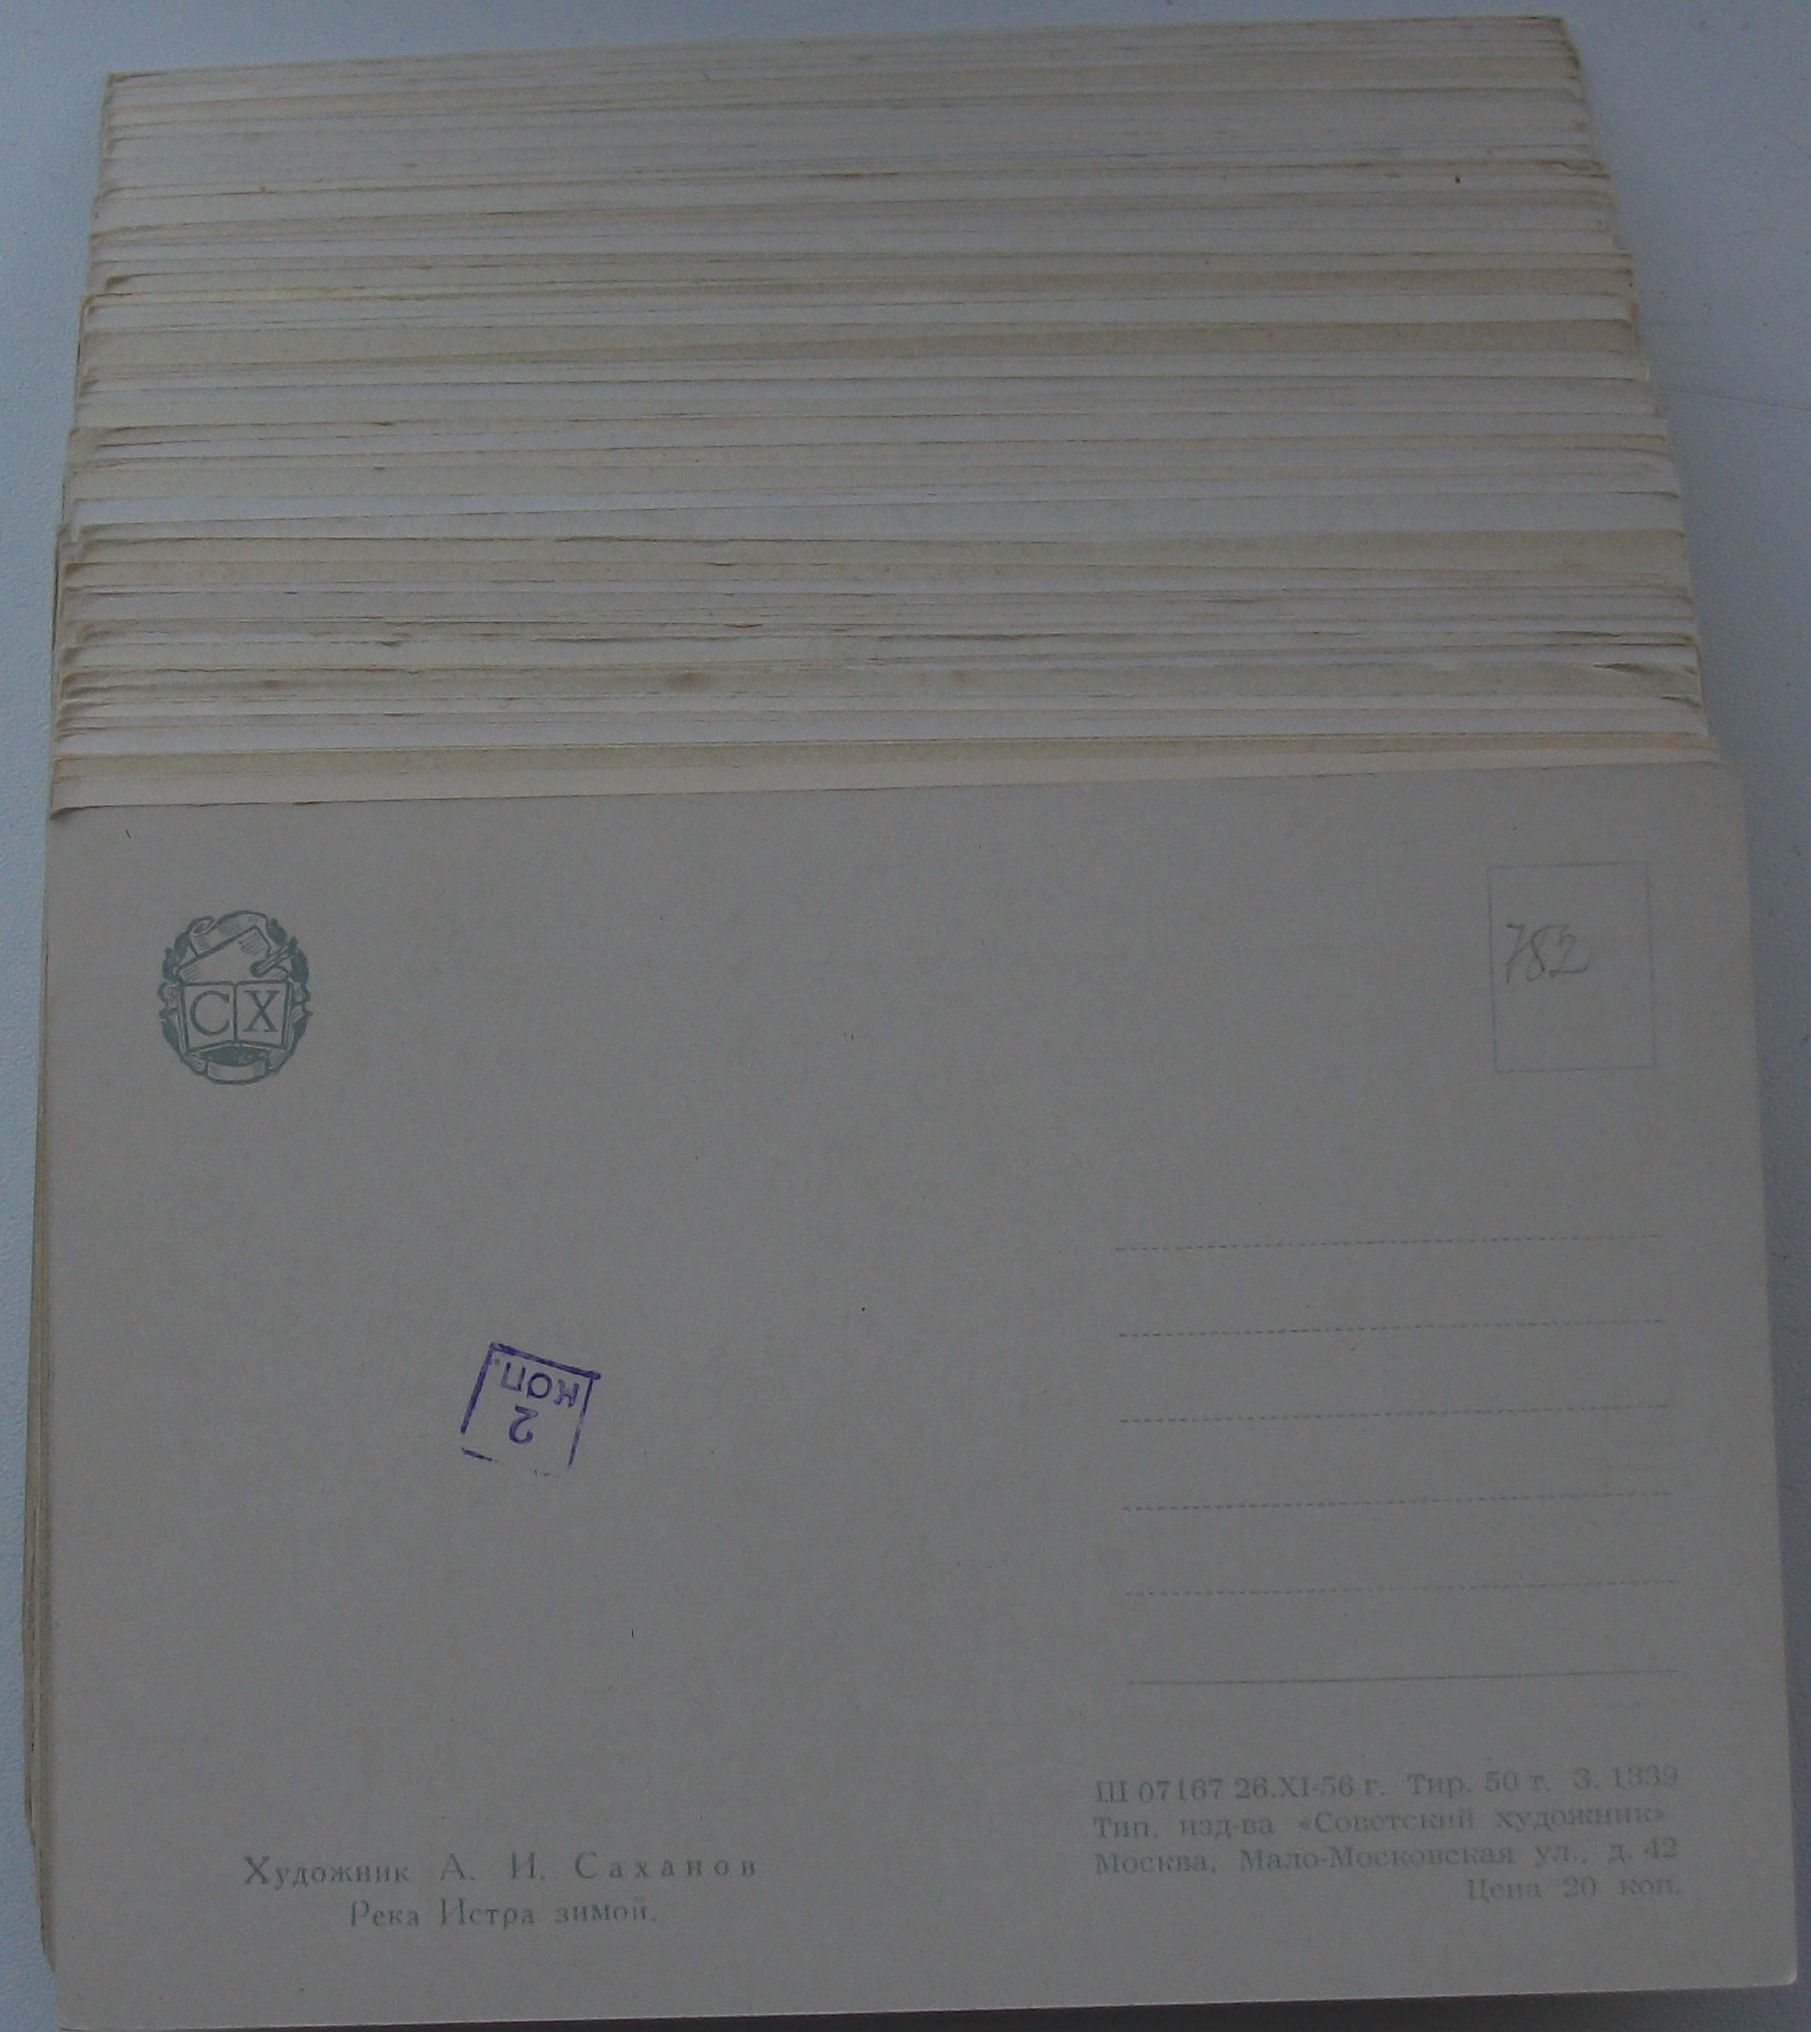 СХ
782
2
коп.
Художник А. И. Саханов
Река Истра зимой.
Ш 07167 26.XI-56 г. Тир. 50 т. З. 1339
Тип. изд-ва «Советский художник»
Москва, Мало-Московская ул., д. 42
Цена 20 коп.